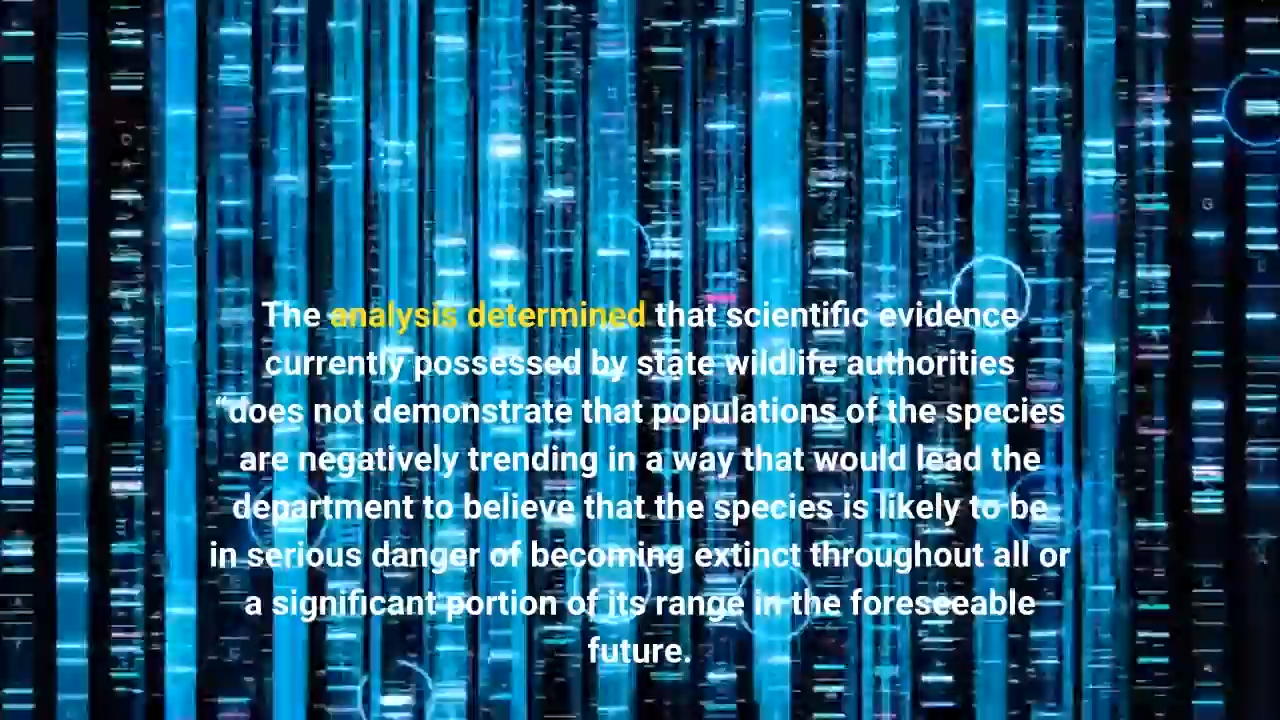 The analysis determined that scientific evidence
currently possessed by state wildlife authorities
“does not demonstrate that populations of the species
are negatively trending in a way that would lead the
department to believe that the species is likely to be
in serious danger of becoming extinct throughout all or
a significant portion of its range in the foreseeable
future.